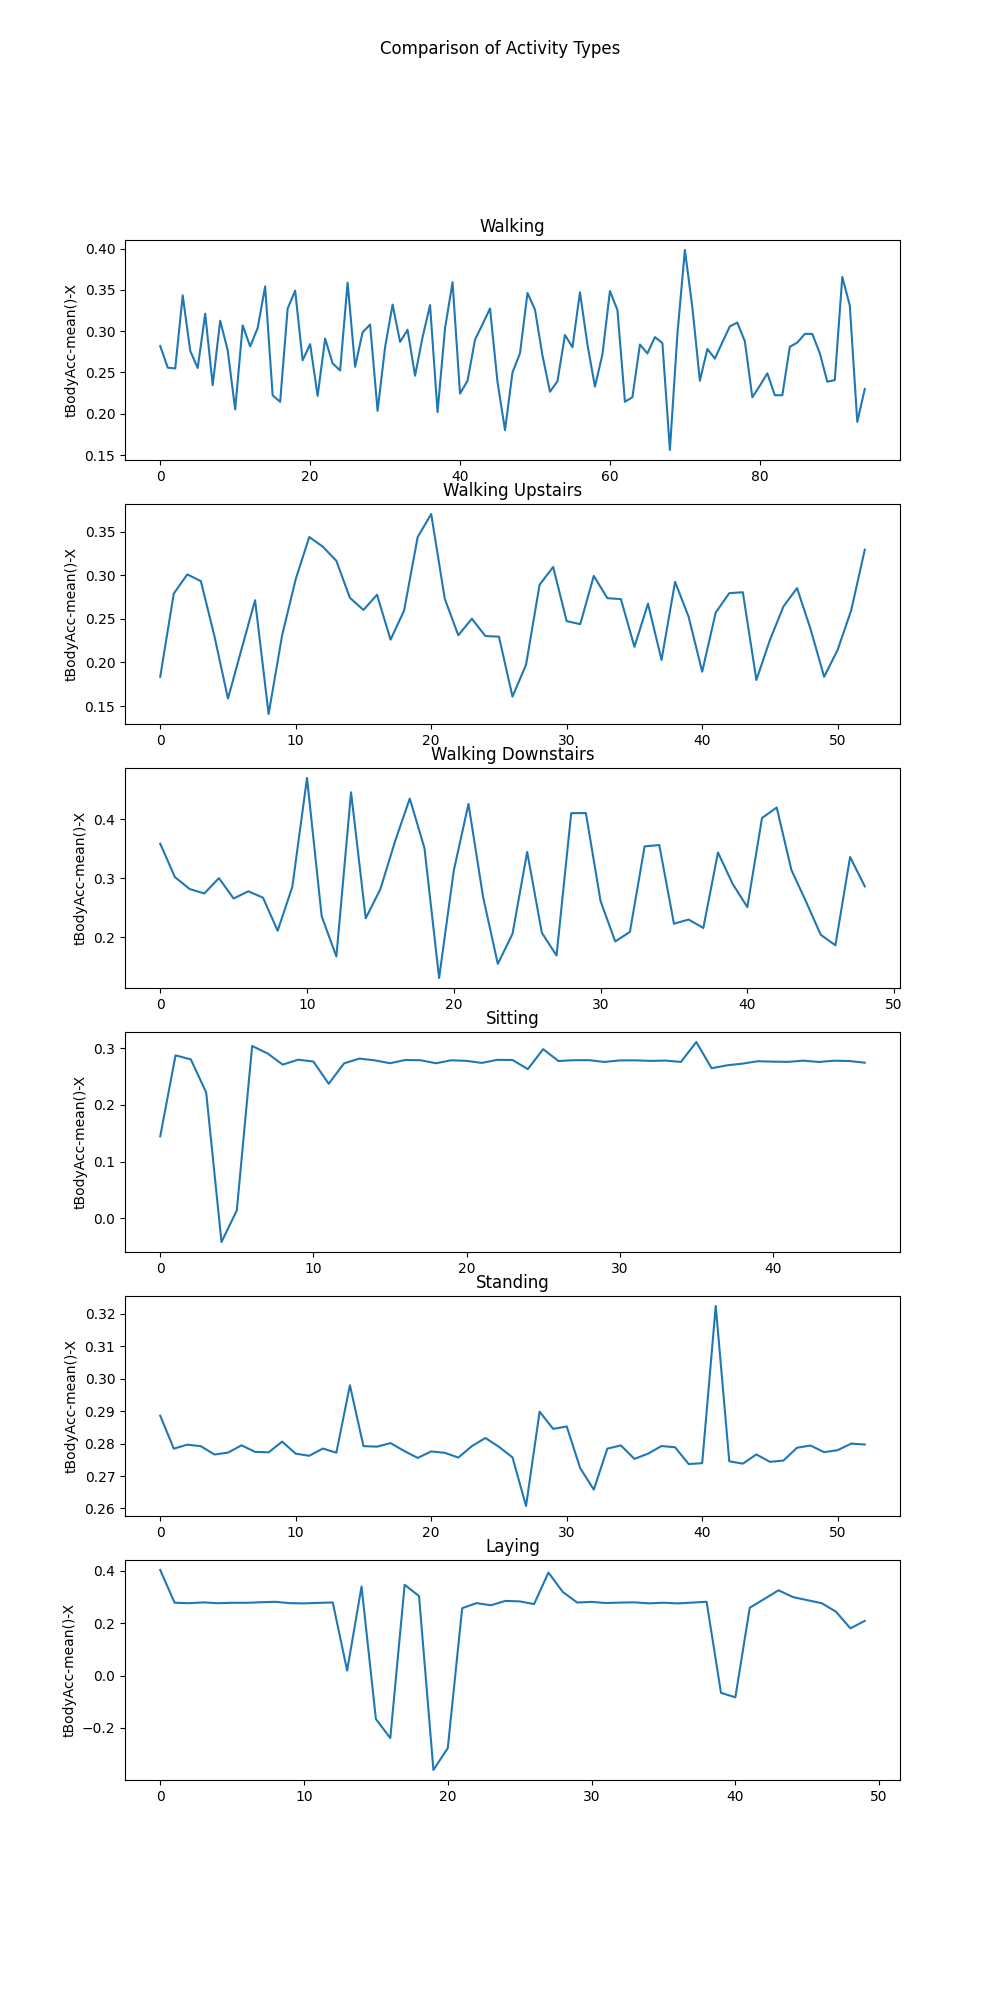 Comparison of Activity Types
Walking
tBodyAcc-mean()-X
0.40
0.35
0.30
0.25
0.20
0.15
0 20 40 60 80
Walking Upstairs
tBodyAcc-mean()-X
0.35
0.30
0.25
0.20
0.15
0 10 20 30 40 50
Walking Downstairs
tBodyAcc-mean()-X
0.4
0.3
0.2
0 10 20 30 40 50
Sitting
tBodyAcc-mean()-X
0.3
0.2
0.1
0.0
0 10 20 30 40
Standing
tBodyAcc-mean()-X
0.32
0.31
0.30
0.29
0.28
0.27
0.26
0 10 20 30 40 50
Laying
tBodyAcc-mean()-X
0.4
0.2
0.0
−0.2
0 10 20 30 40 50